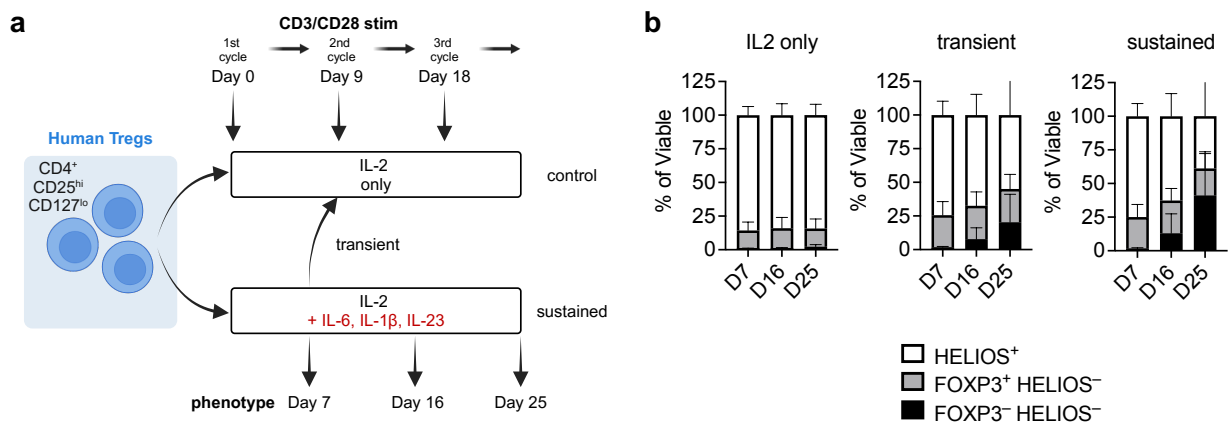 a
CD3/CD28 stim
1st cycle
2nd cycle
3rd cycle
Day 0
Day 9
Day 18
Human Tregs
CD4⁺
CD25ʰⁱ
CD127ˡᵒ
IL-2
only
control
transient
IL-2
+ IL-6, IL-1β, IL-23
sustained
phenotype
Day 7
Day 16
Day 25
b
IL2 only
% of Viable
125
100
75
50
25
0
D7
D16
D25
transient
% of Viable
125
100
75
50
25
0
D7
D16
D25
sustained
% of Viable
125
100
75
50
25
0
D7
D16
D25
HELIOS⁺
FOXP3⁺ HELIOS⁻
FOXP3⁻ HELIOS⁻